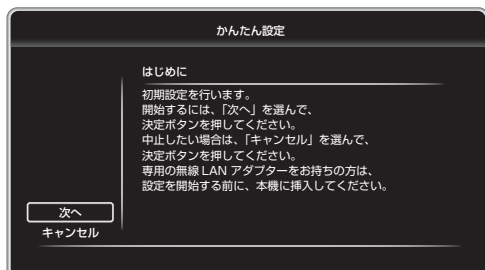 かんたん設定
はじめに
初期設定を行います。
開始するには、「次へ」を選んで、
決定ボタンを押してください。
中止したい場合は、「キャンセル」を選んで、
決定ボタンを押してください。
専用の無線 LAN アダプターをお持ちの方は、
設定を開始する前に、本機に挿入してください。
次へ
キャンセル